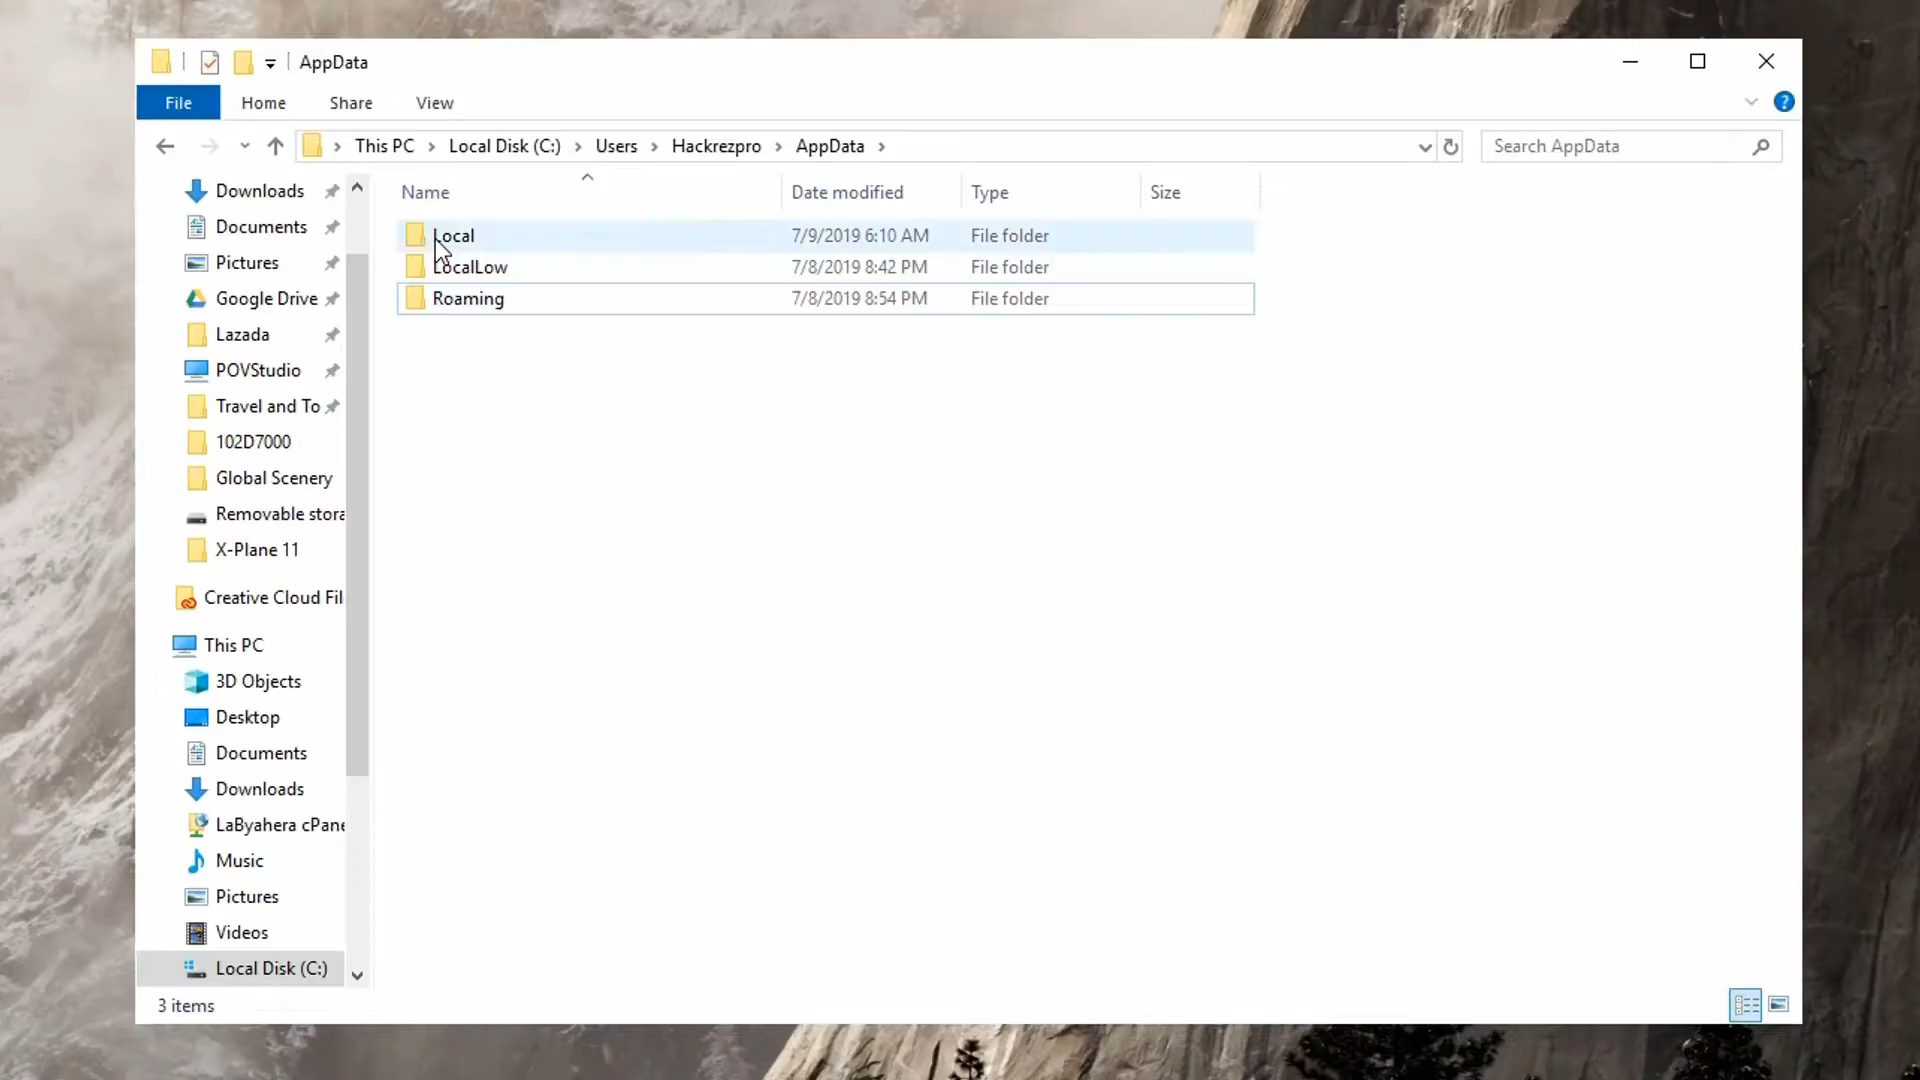 AppData
File Home Share View
This PC Local Disk (C:) Users Hackrezpro AppData Search AppData
Name Date modified Type Size
Local 7/9/2019 6:10 AM File folder
LocalLow 7/8/2019 8:42 PM File folder
Roaming 7/8/2019 8:54 PM File folder
Downloads
Documents
Pictures
Google Drive
Lazada
POVStudio
Travel and To
102D7000
Global Scenery
Removable stora
X-Plane 11
Creative Cloud Fil
This PC
3D Objects
Desktop
Documents
Downloads
LaByahera cPane
Music
Pictures
Videos
Local Disk (C:)
3 items